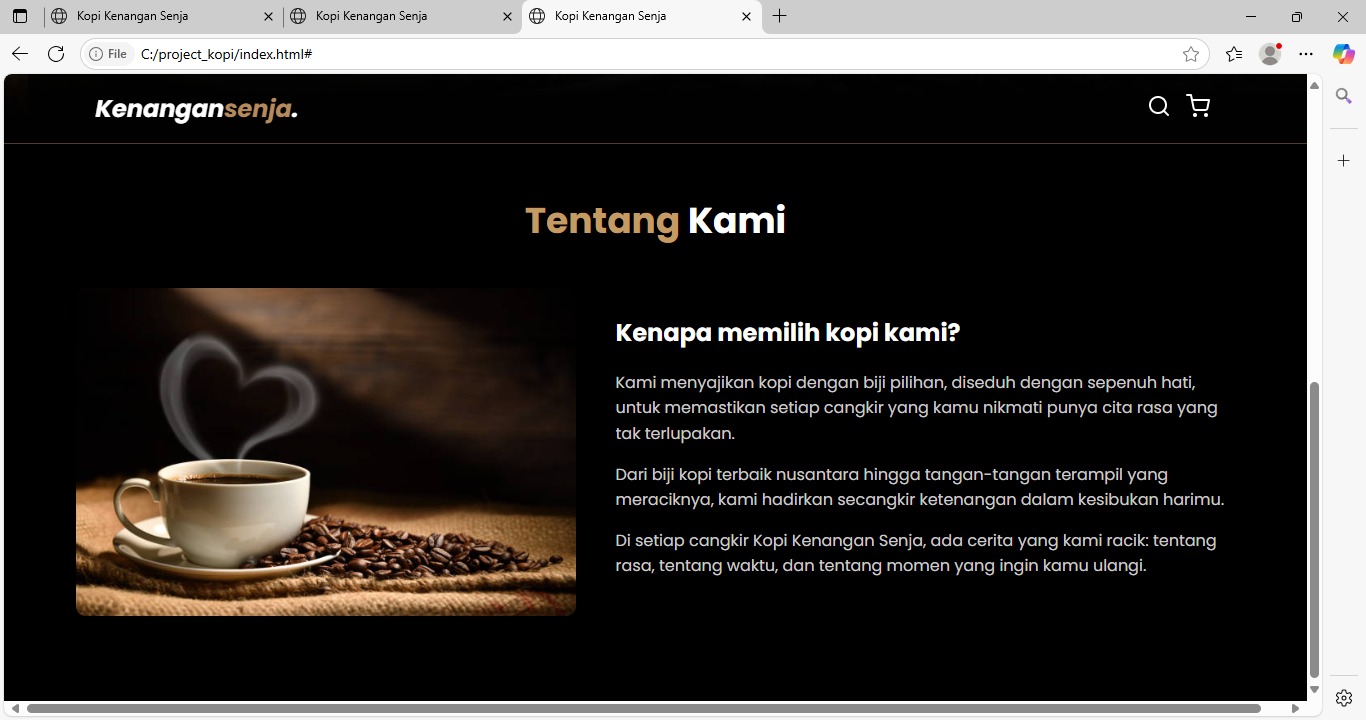 Kopi Kenangan Senja
Kopi Kenangan Senja
Kopi Kenangan Senja
File
C:/project_kopi/index.html#
Kenangansenja.
Tentang Kami
Kenapa memilih kopi kami?
Kami menyajikan kopi dengan biji pilihan, diseduh dengan sepenuh hati,
untuk memastikan setiap cangkir yang kamu nikmati punya cita rasa yang
tak terlupakan.
Dari biji kopi terbaik nusantara hingga tangan-tangan terampil yang
meraciknya, kami hadirkan secangkir ketenangan dalam kesibukan harimu.
Di setiap cangkir Kopi Kenangan Senja, ada cerita yang kami racik: tentang
rasa, tentang waktu, dan tentang momen yang ingin kamu ulangi.